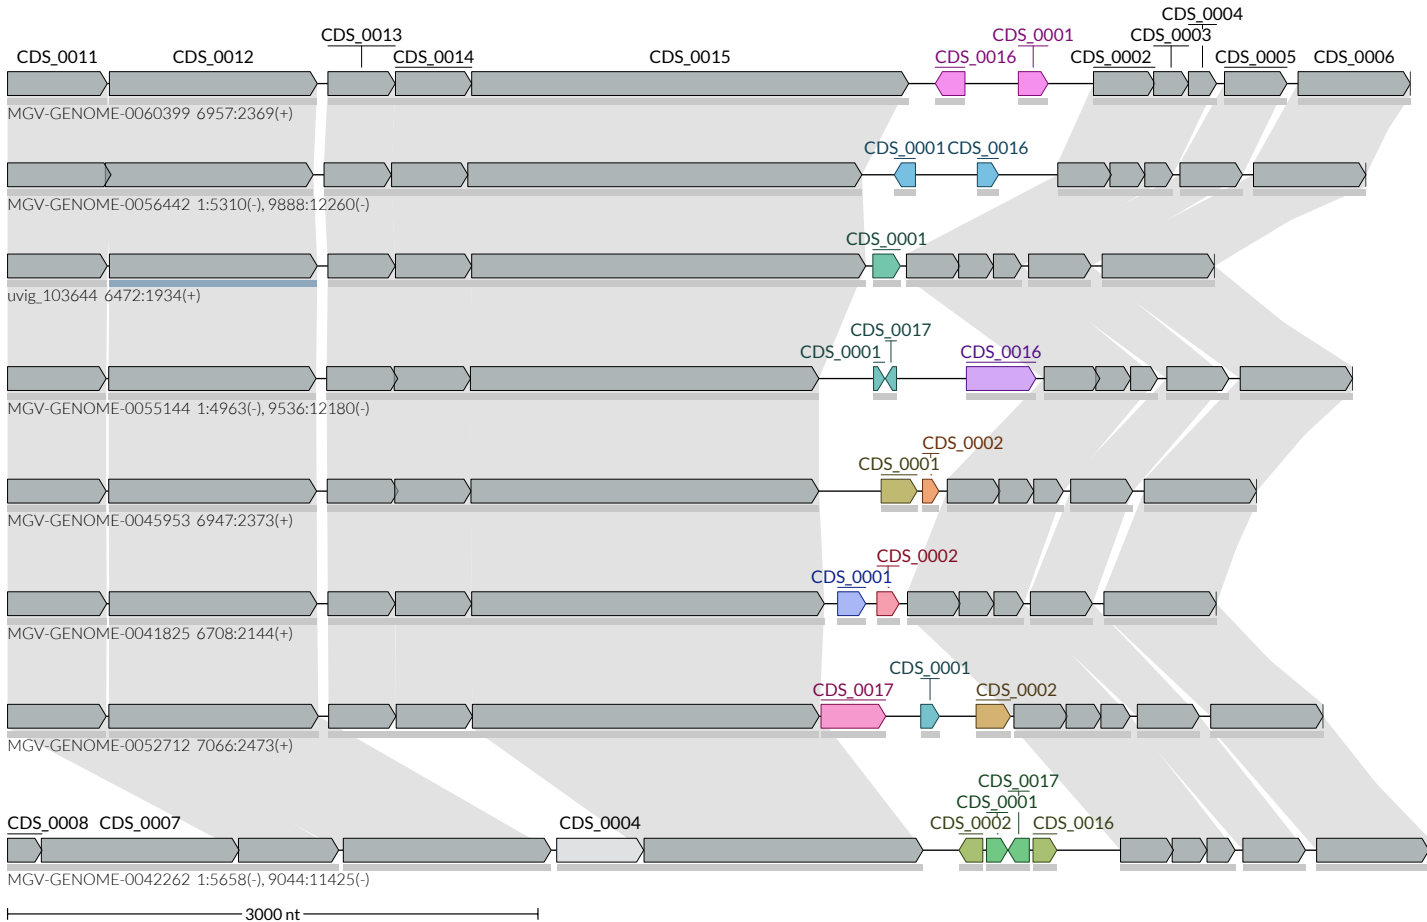 CDS_0004
CDS_0013 CDS_0001 CDS_0003
CDS_0011 CDS_0012 CDS_0014 CDS_0015 CDS_0016 CDS_0002 CDS_0005 CDS_0006
MGV-GENOME-0060399 6957:2369(+)
CDS_0001 CDS_0016
MGV-GENOME-0056442 1:5310(-), 9888:12260(-)
CDS_0001
uvig_103644 6472:1934(+)
CDS_0017
CDS_0001 CDS_0016
MGV-GENOME-0055144 1:4963(-), 9536:12180(-)
CDS_0002
CDS_0001
MGV-GENOME-0045953 6947:2373(+)
CDS_0002
CDS_0001
MGV-GENOME-0041825 6708:2144(+)
CDS_0001
CDS_0017 CDS_0002
MGV-GENOME-0052712 7066:2473(+)
CDS_0017
CDS_0001
CDS_0008 CDS_0007 CDS_0004 CDS_0002 CDS_0016
MGV-GENOME-0042262 1:5658(-), 9044:11425(-)
3000 nt